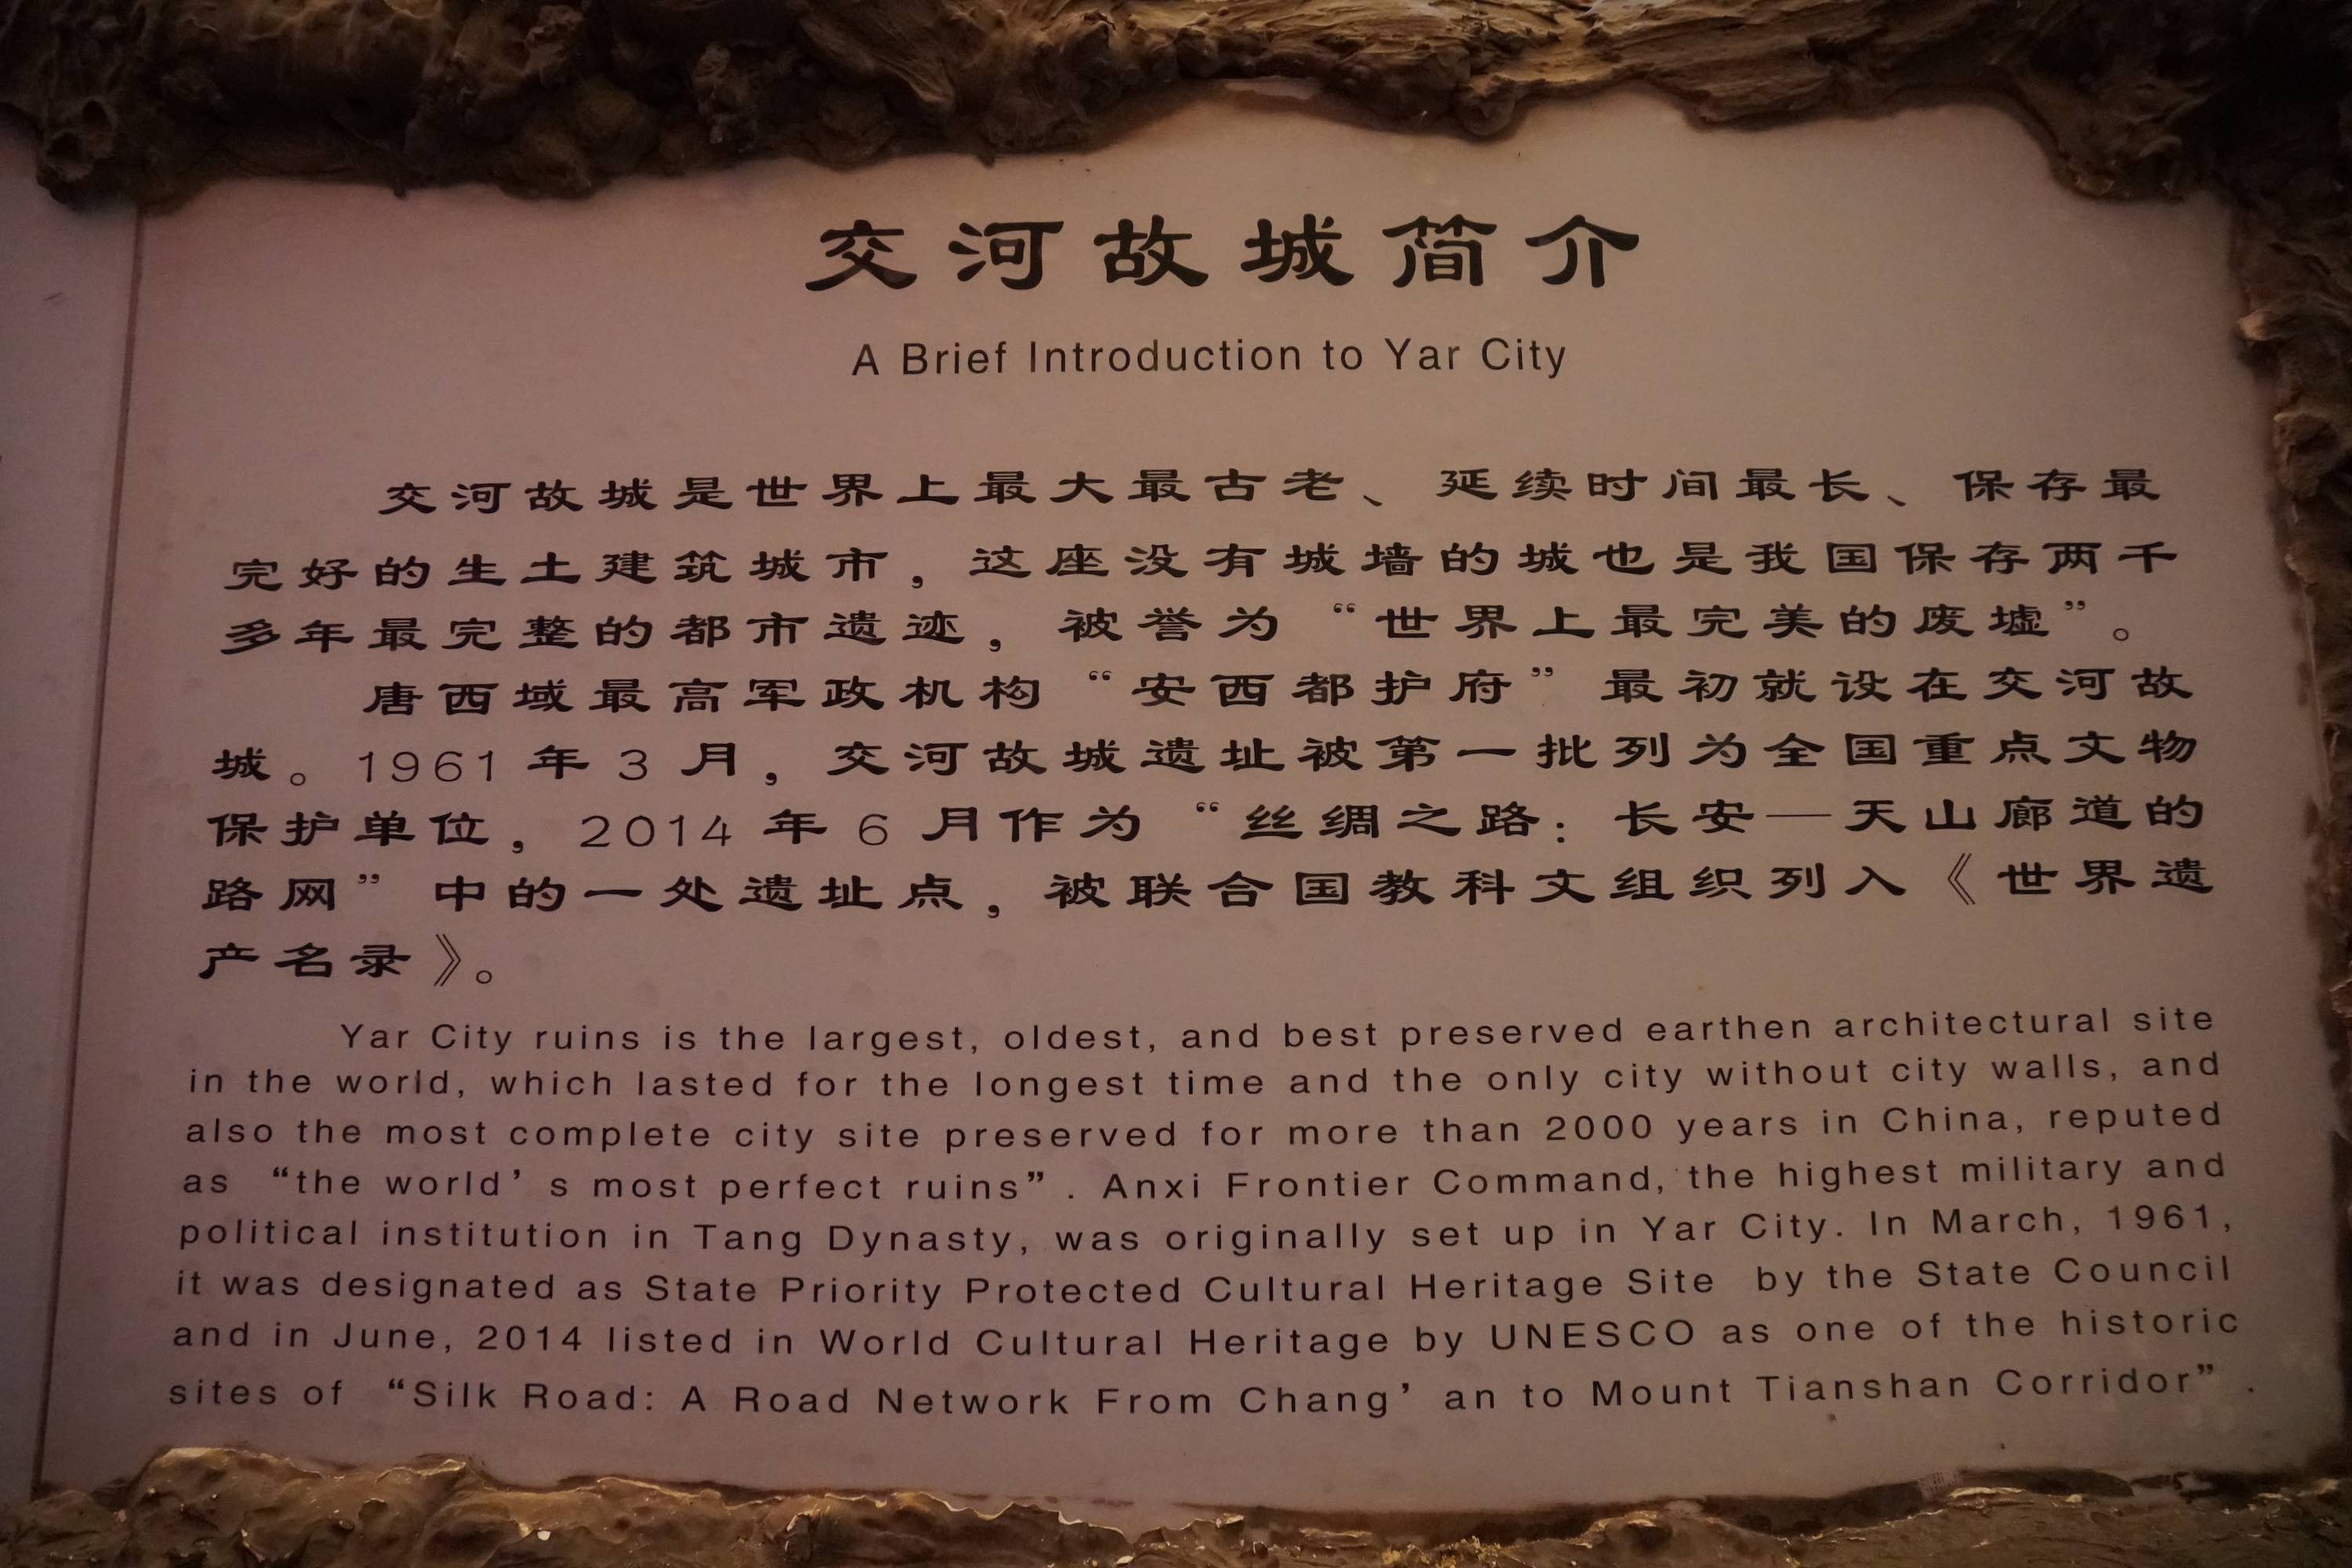 交河故城简介
A Brief Introduction to Yar City
交河故城是世界上最大最古老、延续时间最长、保存最
完好的生土建筑城市，这座没有城墙的城也是我国保存两千
多年最完整的都市遗迹，被誉为“世界上最完美的废墟”。
唐西域最高军政机构“安西都护府”最初就设在交河故
城。1961年3月，交河故城遗址被第一批列为全国重点文物
保护单位，2014年6月作为“丝绸之路：长安—天山廊道的
路网”中的一处遗址点，被联合国教科文组织列入《世界遗
产名录》。
Yar City ruins is the largest, oldest, and best preserved earthen architectural site
in the world, which lasted for the longest time and the only city without city walls, and
also the most complete city site preserved for more than 2000 years in China, reputed
as “the world’s most perfect ruins”. Anxi Frontier Command, the highest military and
political institution in Tang Dynasty, was originally set up in Yar City. In March, 1961,
it was designated as State Priority Protected Cultural Heritage Site by the State Council
and in June, 2014 listed in World Cultural Heritage by UNESCO as one of the historic
sites of “Silk Road: A Road Network From Chang’an to Mount Tianshan Corridor”.